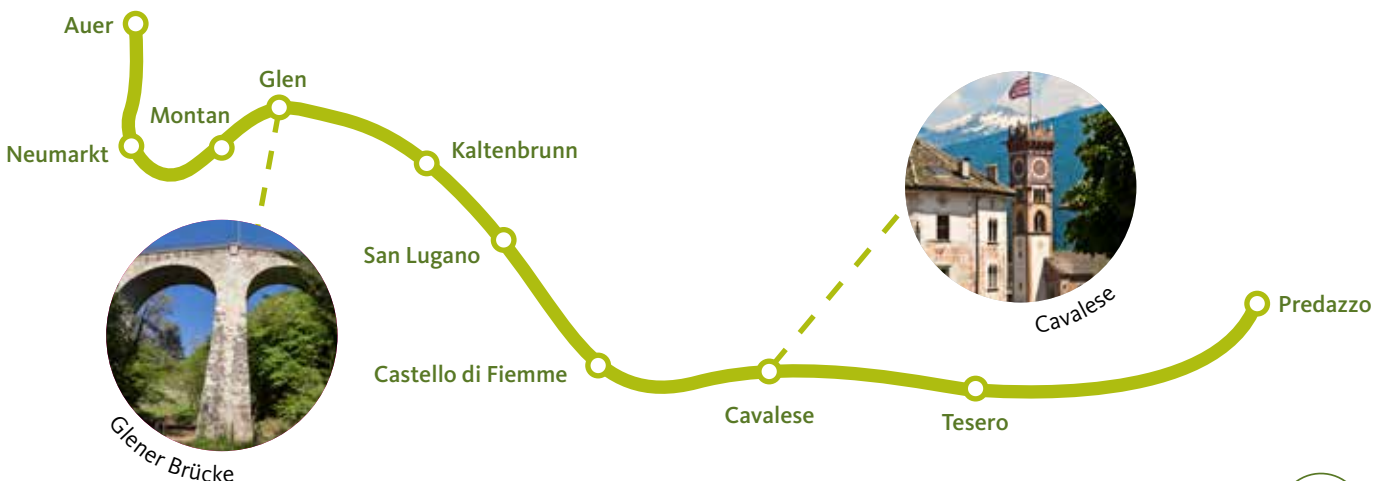 Auer
Glen
Montan
Neumarkt
Kaltenbrunn
San Lugano
Castello di Fiemme
Cavalese
Tesero
Predazzo
Glener Brücke
Cavalese